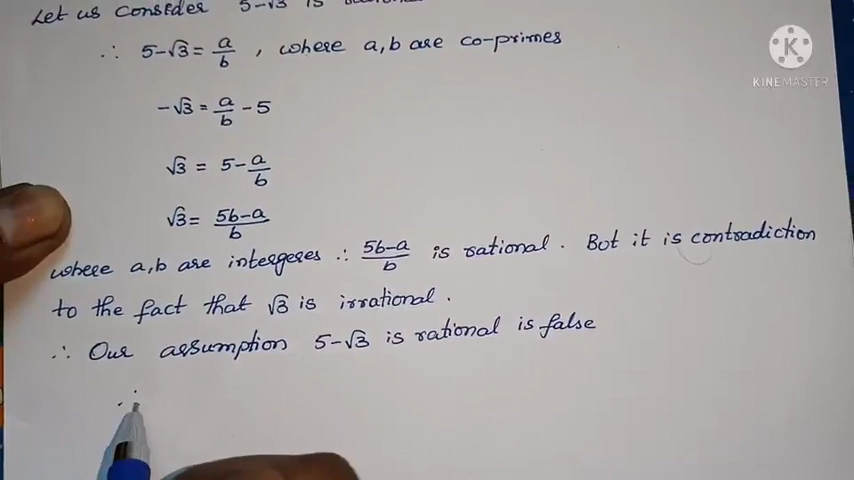 Let us consider 5-√3 is
∴ 5-√3 = a/b , where a,b are co-primes
-√3 = a/b - 5
√3 = 5 - a/b
√3 = 5b-a/b
where a,b are intergeres ∴ 5b-a/b is rational. But it is contradiction
to the fact that √3 is irrational.
∴ Our assumption 5-√3 is rational is false
∴
KINEMASTER